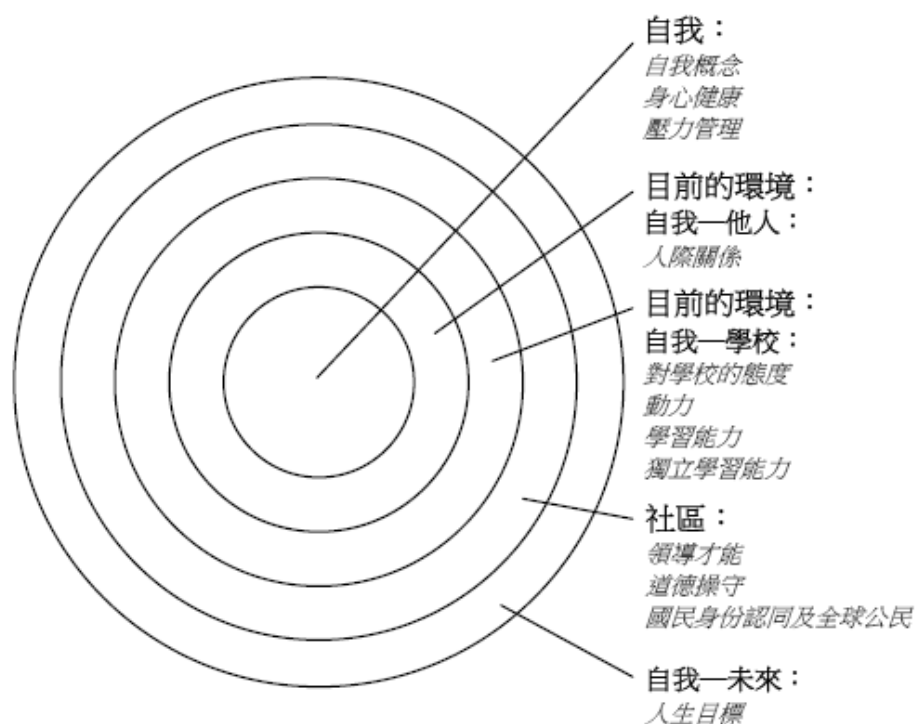 自我：
自我概念
身心健康
壓力管理
目前的環境：
自我—他人：
人際關係
目前的環境：
自我—學校：
對學校的態度
動力
學習能力
獨立學習能力
社區：
領導才能
道德操守
國民身份認同及全球公民
自我—未來：
人生目標